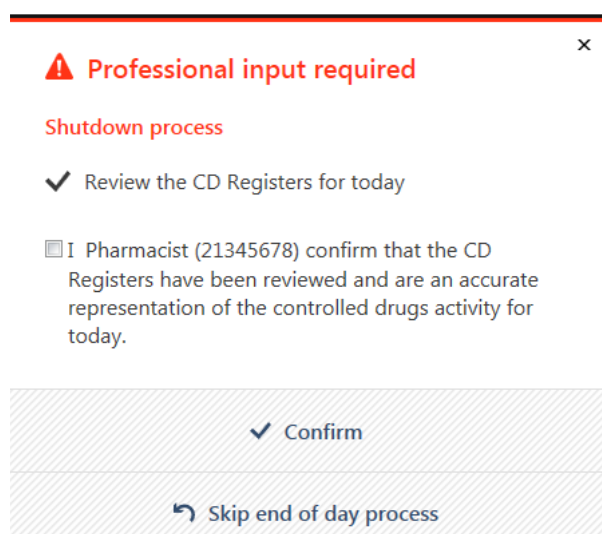 Professional input required
Shutdown process
Review the CD Registers for today
I Pharmacist (21345678) confirm that the CD
Registers have been reviewed and are an accurate
representation of the controlled drugs activity for
today.
Confirm
Skip end of day process